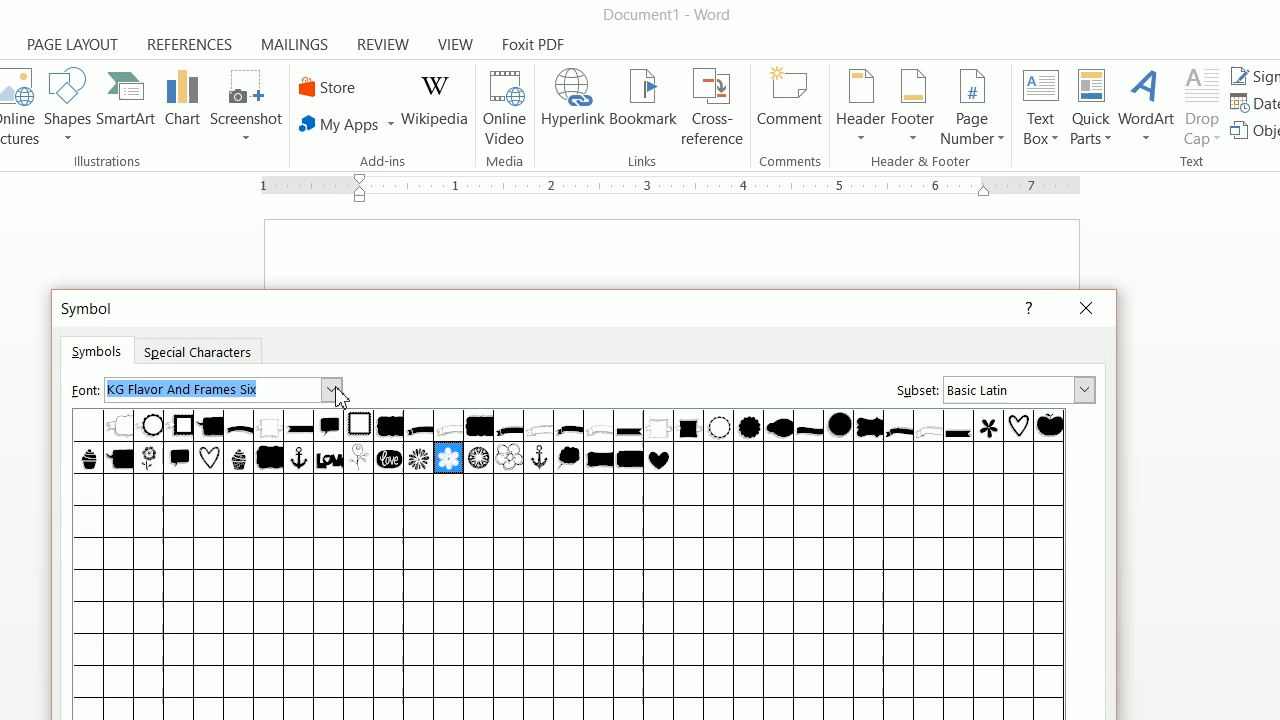 Document1 - Word
PAGE LAYOUT REFERENCES MAILINGS REVIEW VIEW Foxit PDF
Store
My Apps
nline
ctures
Shapes SmartArt Chart Screenshot
Wikipedia
Online
Video
Hyperlink Bookmark Cross-
reference
Comment
Header Footer Page
Number
Text
Box
Quick
Parts
WordArt Drop
Cap
Sign
Date
Obje
Illustrations Add-ins Media Links Comments Header & Footer Text
1 1 2 3 4 5 6 7
Symbol ?
Symbols Special Characters
Font: KG Flavor And Frames Six Subset: Basic Latin
LOVE love